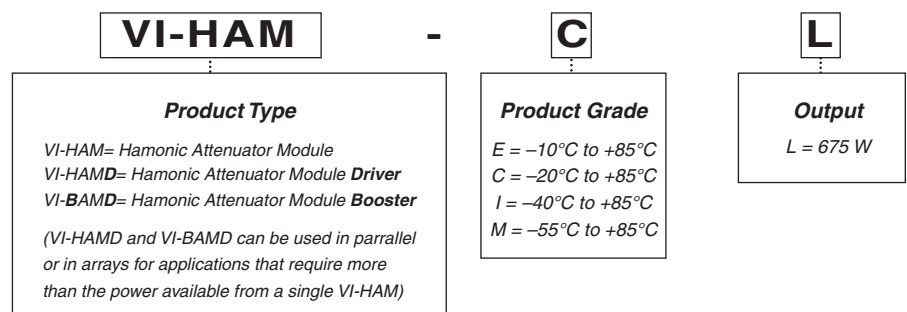 VI-HAM - C L
Product Type
VI-HAM= Hamonic Attenuator Module
VI-HAMD= Hamonic Attenuator Module Driver
VI-BAMD= Hamonic Attenuator Module Booster
(VI-HAMD and VI-BAMD can be used in parrallel
or in arrays for applications that require more
than the power available from a single VI-HAM)
Product Grade
E = –10°C to +85°C
C = –20°C to +85°C
I = –40°C to +85°C
M = –55°C to +85°C
Output
L = 675 W